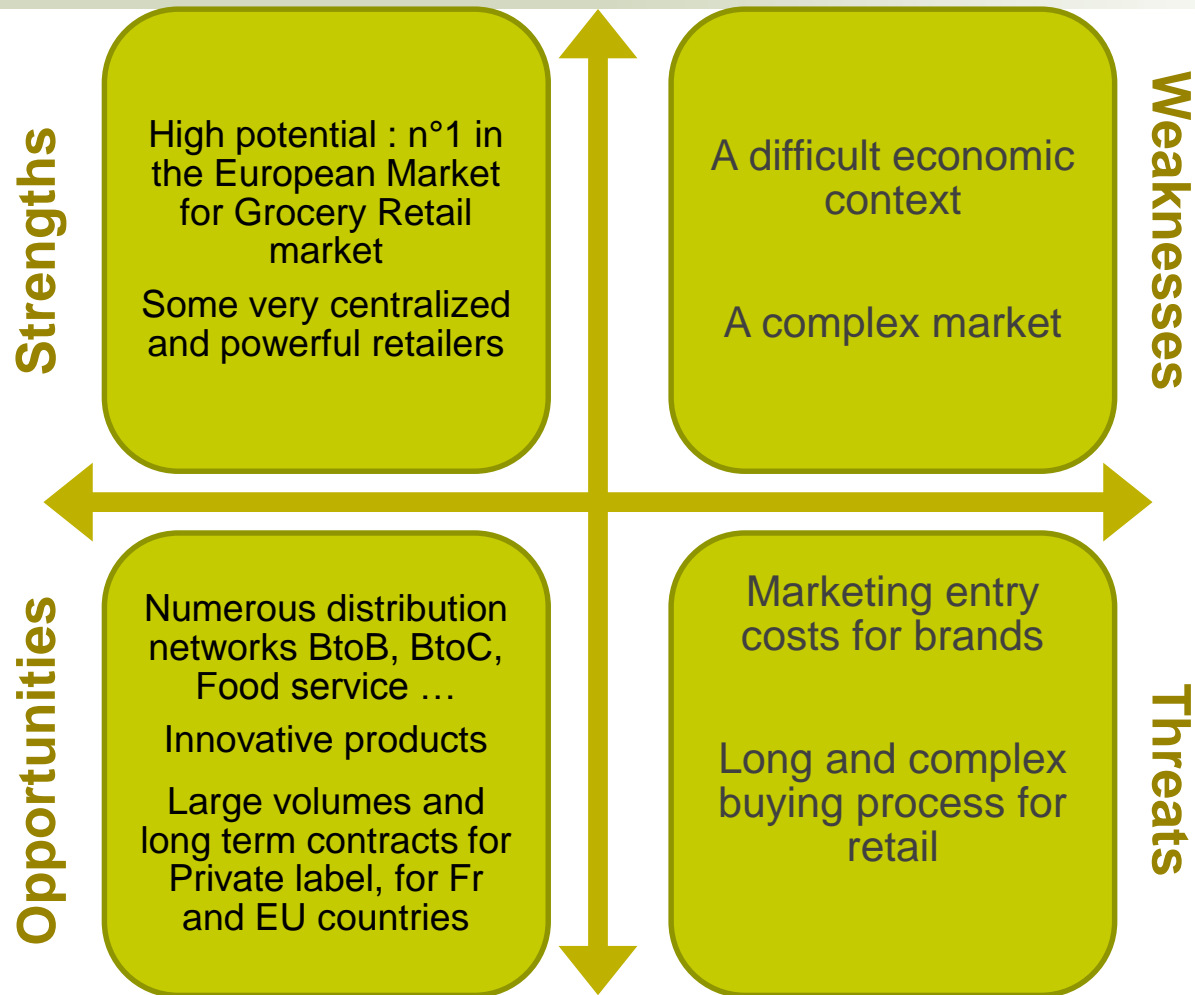 Strengths
High potential : n°1 in
the European Market
for Grocery Retail
market
Some very centralized
and powerful retailers
Weaknesses
A difficult economic
context
A complex market
Opportunities
Numerous distribution
networks BtoB, BtoC,
Food service …
Innovative products
Large volumes and
long term contracts for
Private label, for Fr
and EU countries
Threats
Marketing entry
costs for brands
Long and complex
buying process for
retail